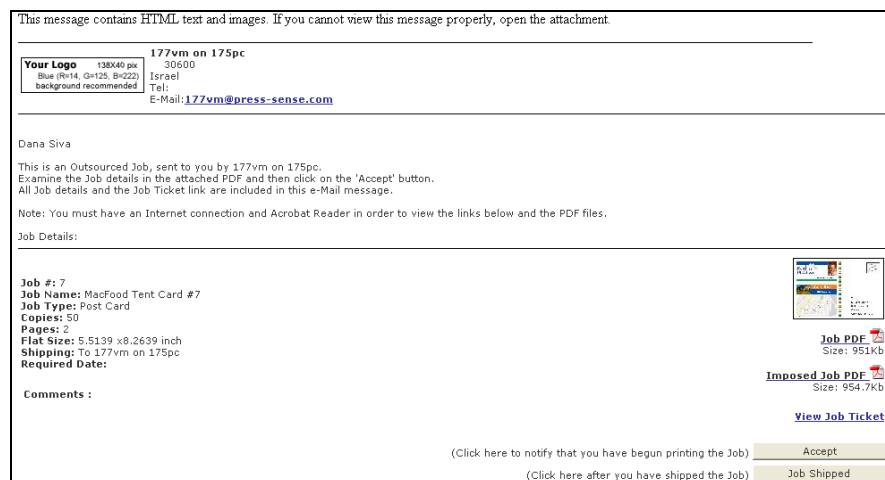 This message contains HTML text and images. If you cannot view this message properly, open the attachment.
Your Logo 138X40 pix
Blue (R=14, G=125, B=222)
background recommended
177vm on 175pc
30600
Israel
Tel:
E-Mail:177vm@press-sense.com
Dana Siva
This is an Outsourced Job, sent to you by 177vm on 175pc.
Examine the Job details in the attached PDF and then click on the 'Accept' button.
All Job details and the Job Ticket link are included in this e-Mail message.
Note: You must have an Internet connection and Acrobat Reader in order to view the links below and the PDF files.
Job Details:
Job #: 7
Job Name: MacFood Tent Card #7
Job Type: Post Card
Copies: 50
Pages: 2
Flat Size: 5.5139 x8.2639 inch
Shipping: To 177vm on 175pc
Required Date:
Comments :
Job PDF
Size: 951Kb
Imposed Job PDF
Size: 954.7Kb
View Job Ticket
(Click here to notify that you have begun printing the Job) Accept
(Click here after you have shipped the Job) Job Shipped